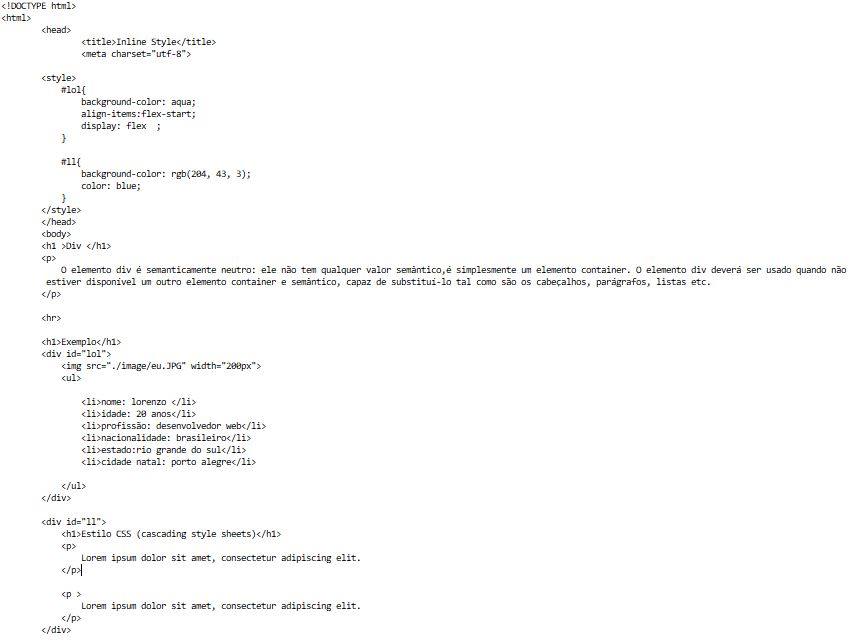 <!DOCTYPE html>
<html>
<head>
<title>Inline Style</title>
<meta charset="utf-8">
<style>
#lol{
background-color: aqua;
align-items:flex-start;
display: flex  ;
}
#ll{
background-color: rgb(204, 43, 3);
color: blue;
}
</style>
</head>
<body>
<h1 >Div </h1>
<p>
O elemento div é semanticamente neutro: ele não tem qualquer valor semântico,é simplesmente um elemento container. O elemento div deverá ser usado quando não
estiver disponível um outro elemento container e semântico, capaz de substituí-lo tal como são os cabeçalhos, parágrafos, listas etc.
</p>
<hr>
<h1>Exemplo</h1>
<div id="lol">
<img src="./image/eu.JPG" width="200px">
<ul>
<li>nome: lorenzo </li>
<li>idade: 20 anos</li>
<li>profissão: desenvolvedor web</li>
<li>nacionalidade: brasileiro</li>
<li>estado:rio grande do sul</li>
<li>cidade natal: porto alegre</li>
</ul>
</div>
<div id="ll">
<h1>Estilo CSS (cascading style sheets)</h1>
<p>
Lorem ipsum dolor sit amet, consectetur adipiscing elit.
</p>
<p >
Lorem ipsum dolor sit amet, consectetur adipiscing elit.
</p>
</div>